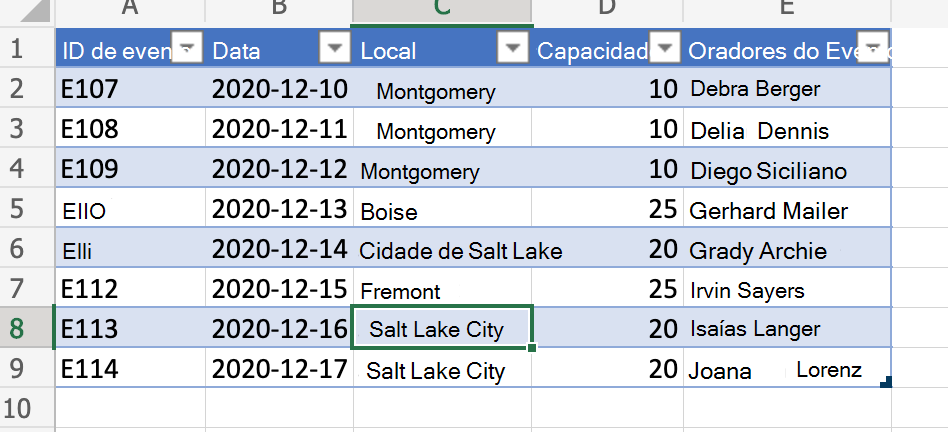 A B C D E
1 ID de even Data Local Capacidad Oradores do Evento
2 E107 2020-12-10 Montgomery 10 Debra Berger
3 E108 2020-12-11 Montgomery 10 Delia Dennis
4 E109 2020-12-12 Montgomery 10 Diego Siciliano
5 EIIO 2020-12-13 Boise 25 Gerhard Mailer
6 Elli 2020-12-14 Cidade de Salt Lake 20 Grady Archie
7 E112 2020-12-15 Fremont 25 Irvin Sayers
8 E113 2020-12-16 Salt Lake City 20 Isaías Langer
9 E114 2020-12-17 Salt Lake City 20 Joana Lorenz
10